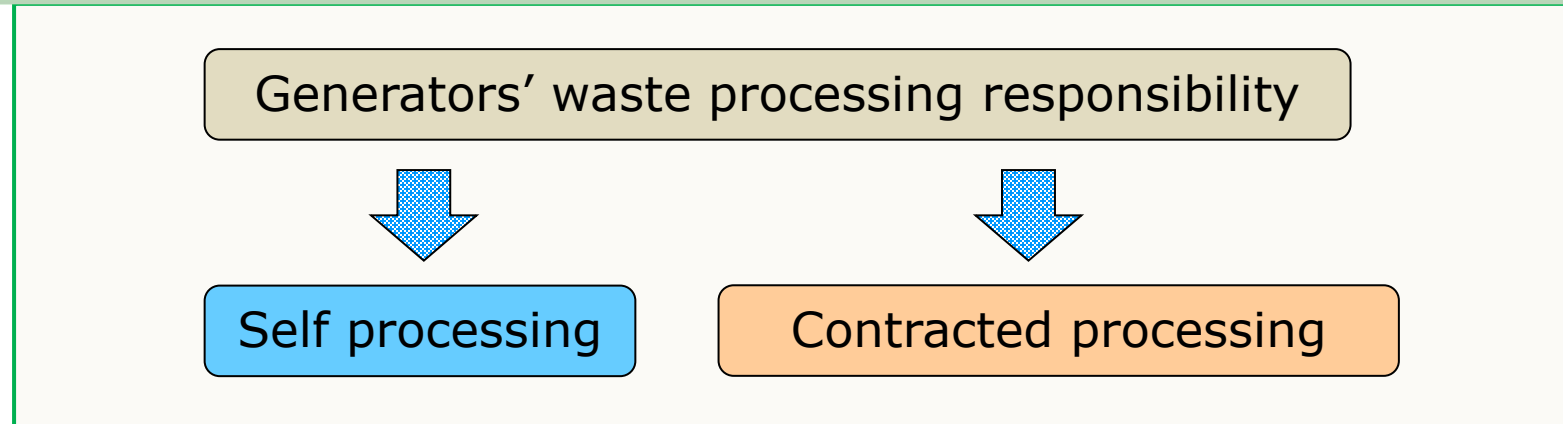 Generators’ waste processing responsibility
Self processing
Contracted processing